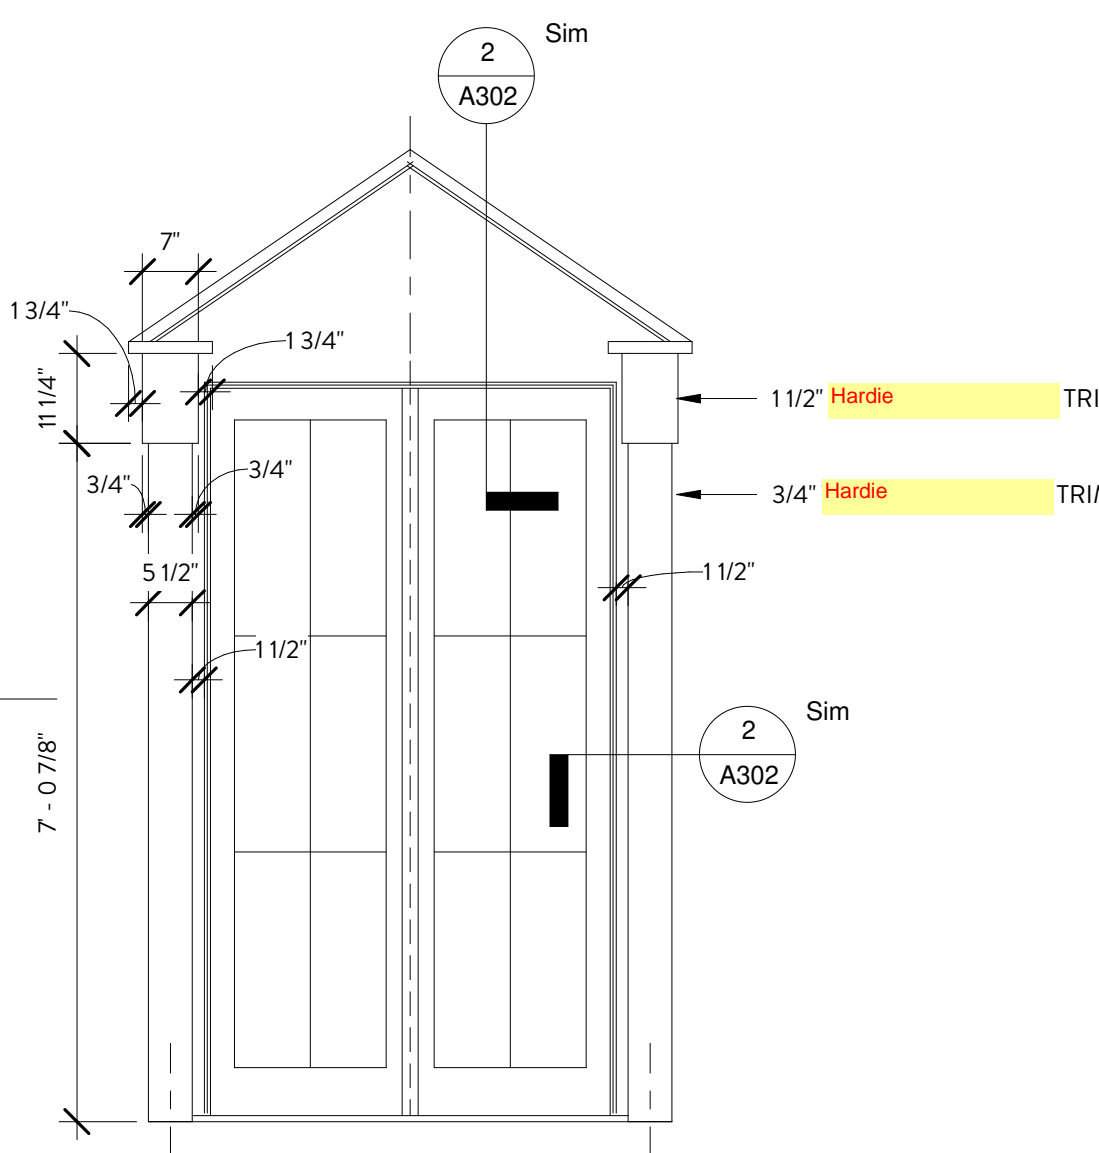 Sim
2
A302
7"
1 3/4"
1 3/4"
11 1/4"
1 1/2" Hardie TRI
3/4"
3/4"
3/4" Hardie TRI
5 1/2"
1 1/2"
1 1/2"
Sim
2
A302
7' - 0 7/8"